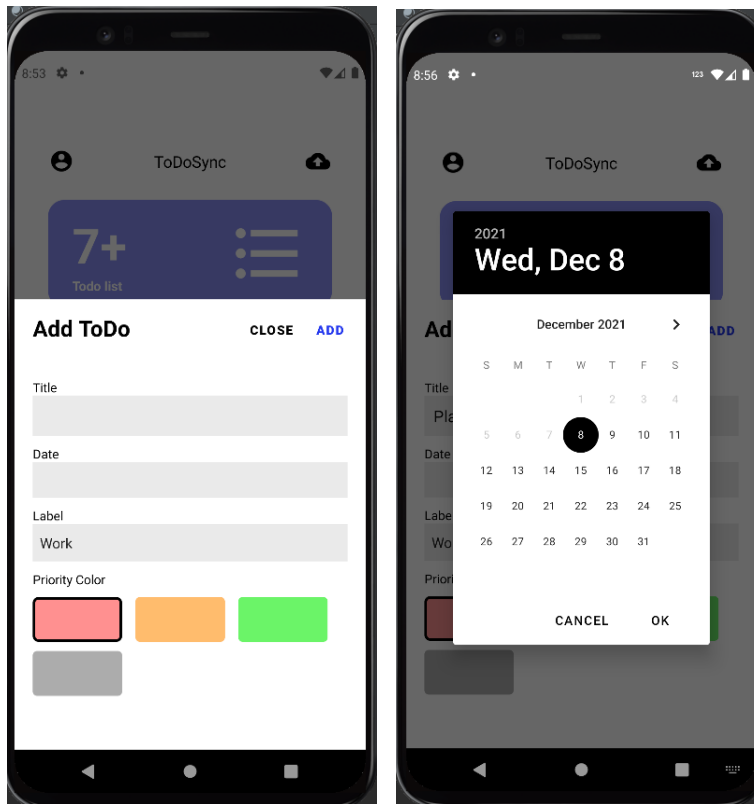 8:53
ToDoSync
7+
Todo list
Add ToDo CLOSE ADD
Title
Date
Label
Work
Priority Color
8:56 123
ToDoSync
2021
Wed, Dec 8
December 2021
S M T W T F S
1 2 3 4
5 6 7 8 9 10 11
12 13 14 15 16 17 18
19 20 21 22 23 24 25
26 27 28 29 30 31
CANCEL OK
Ad ADD
Title
Pla
Date
Labe
Wo
Priori